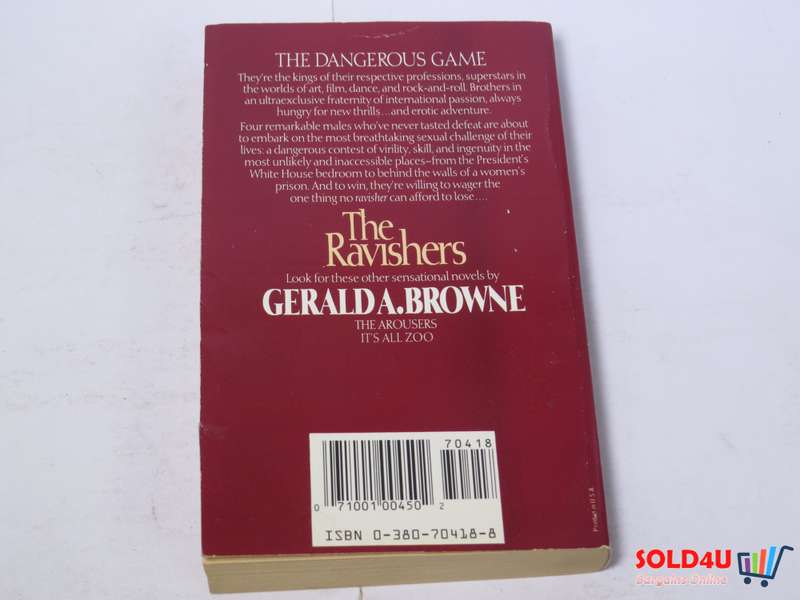 THE DANGEROUS GAME
They're the kings of their respective professions, superstars in
the worlds of art, film, dance, and rock-and-roll. Brothers in
an ultraexclusive fraternity of international passion, always
hungry for new thrills...and erotic adventure.
Four remarkable males who've never tasted defeat are about
to embark on the most breathtaking sexual challenge of their
lives: a dangerous contest of virility, skill, and ingenuity in the
most unlikely and inaccessible places–from the President's
White House bedroom to behind the walls of a women's
prison. And to win, they're willing to wager the
one thing no ravisher can afford to lose....
The
Ravishers
Look for these other sensational novels by
GERALD A. BROWNE
THE AROUSERS
IT'S ALL ZOO
70418
0 71001 00450 2
ISBN 0-380-70418-8
Printed in U.S.A.
SOLD4U
Bargains Online